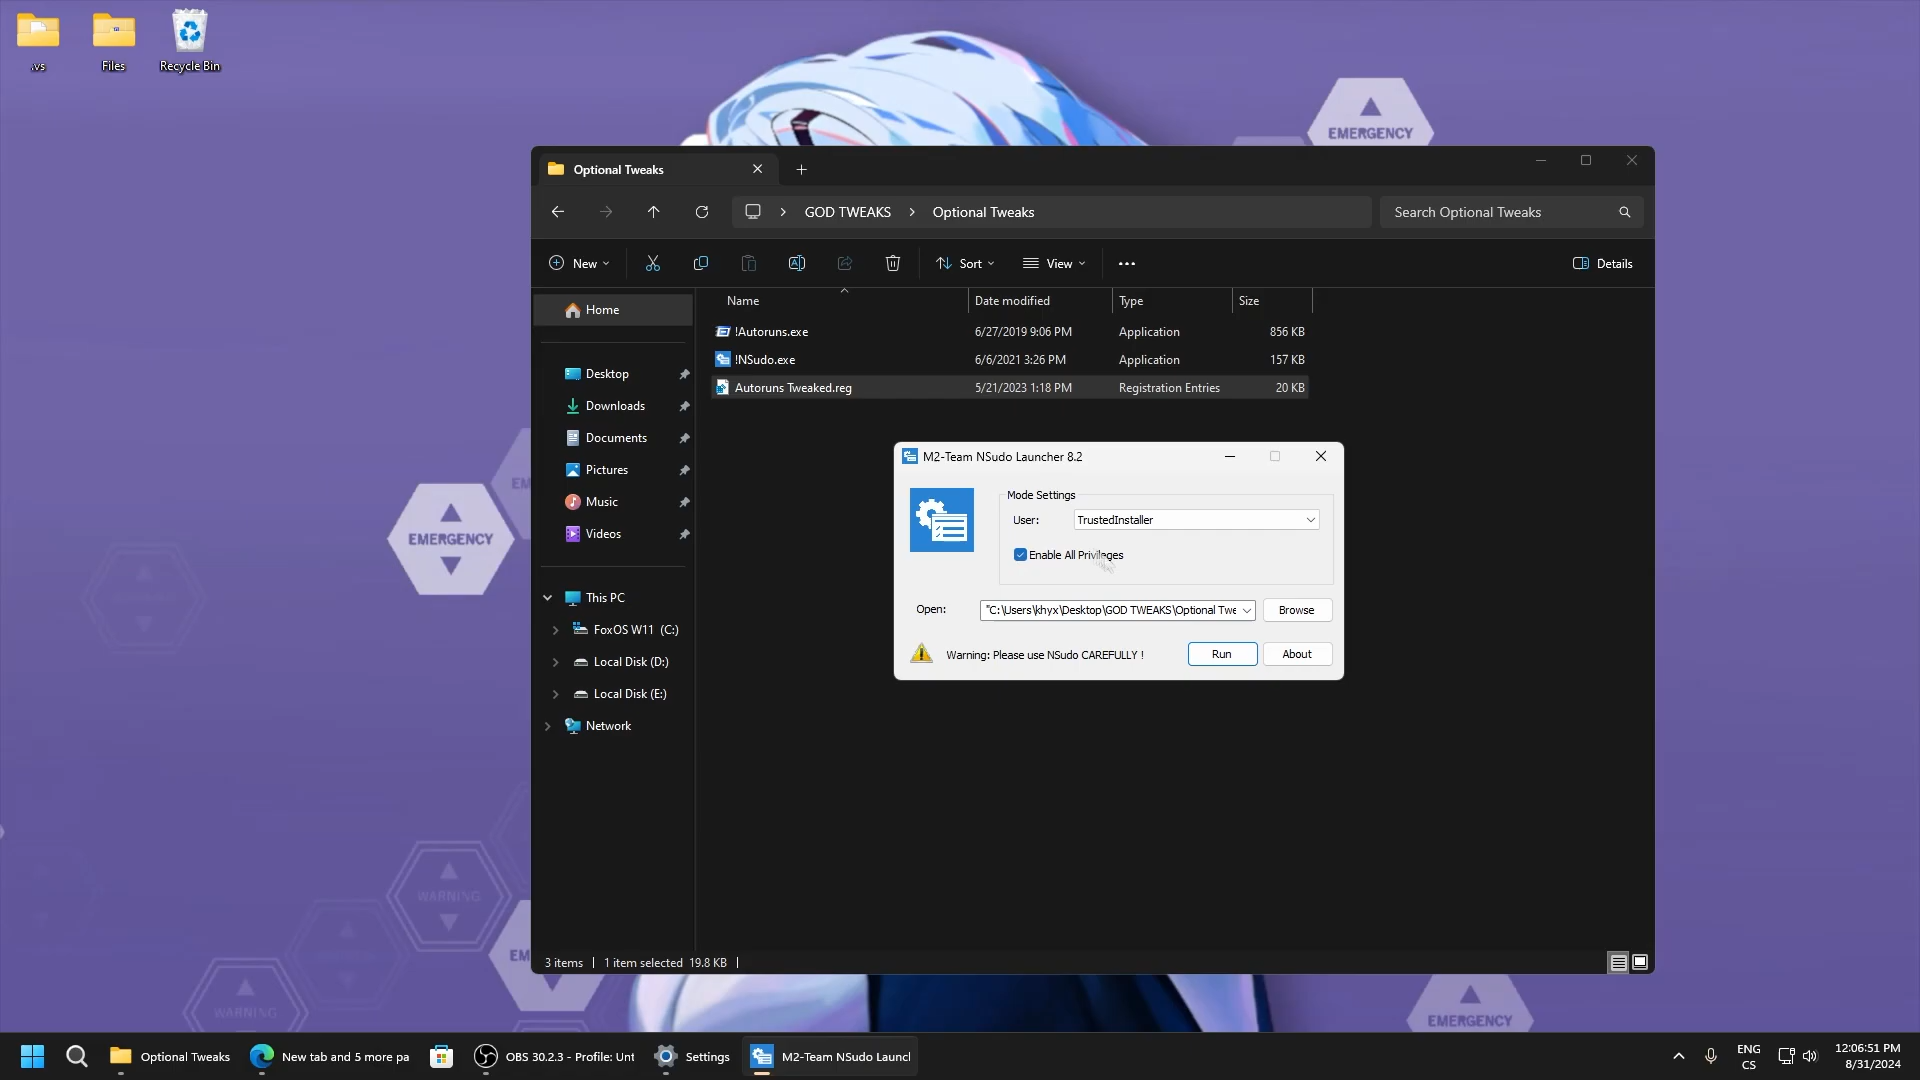 .vs
Files
Recycle Bin
EMERGENCY
Optional Tweaks
GOD TWEAKS
Optional Tweaks
Search Optional Tweaks
New
Sort
View
Details
Name
Date modified
Type
Size
!Autoruns.exe
6/27/2019 9:06 PM
Application
856 KB
!NSudo.exe
6/6/2021 3:26 PM
Application
157 KB
Autoruns Tweaked.reg
5/21/2023 1:18 PM
Registration Entries
20 KB
Home
Desktop
Downloads
Documents
Pictures
Music
Videos
This PC
FoxOS W11 (C:)
Local Disk (D:)
Local Disk (E:)
Network
M2-Team NSudo Launcher 8.2
Mode Settings
User:
TrustedInstaller
Enable All Privileges
Open:
"C:\Users\khyx\Desktop\GOD TWEAKS\Optional Twe
Browse
Warning: Please use NSudo CAREFULLY !
Run
About
EM
EMERGENCY
WARNING
EM
WARNING
EMERGENCY
3 items
1 item selected 19.8 KB
Optional Tweaks
New tab and 5 more pa
OBS 30.2.3 - Profile: Unt
Settings
M2-Team NSudo Launcl
ENG
CS
12:06:51 PM
8/31/2024